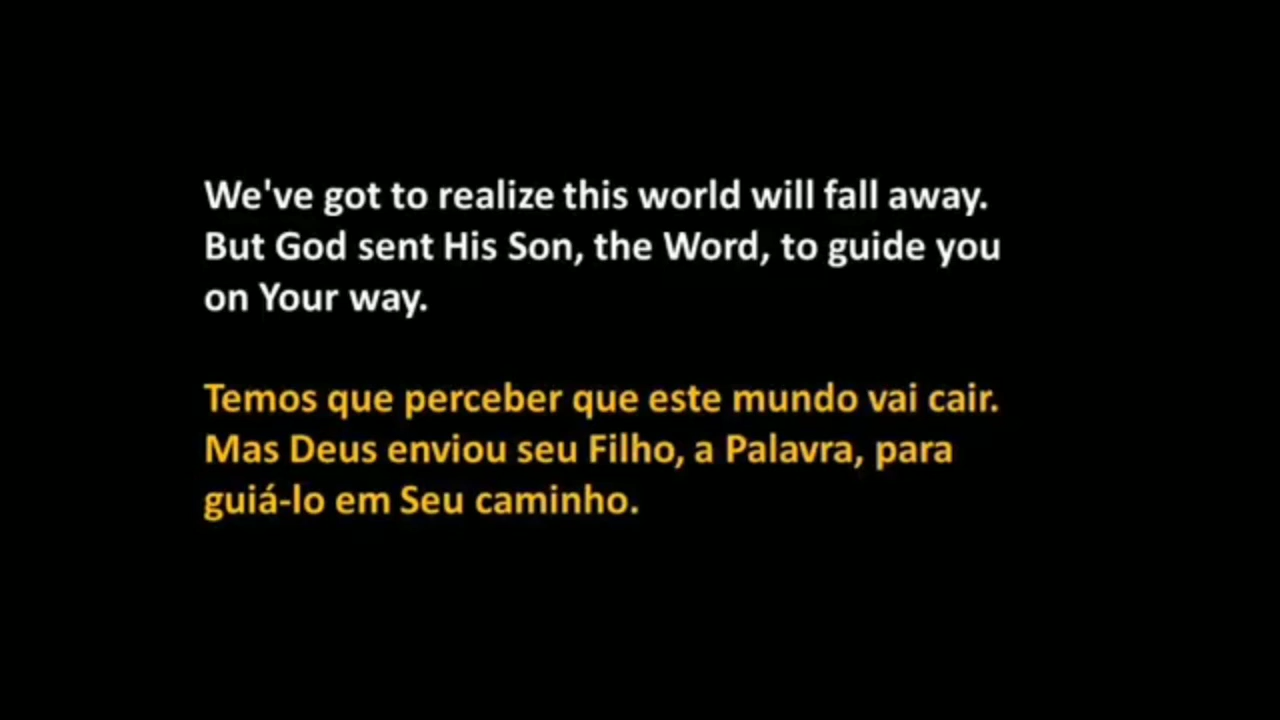 We've got to realize this world will fall away.
But God sent His Son, the Word, to guide you
on Your way.
Temos que perceber que este mundo vai cair.
Mas Deus enviou seu Filho, a Palavra, para
guiá-lo em Seu caminho.